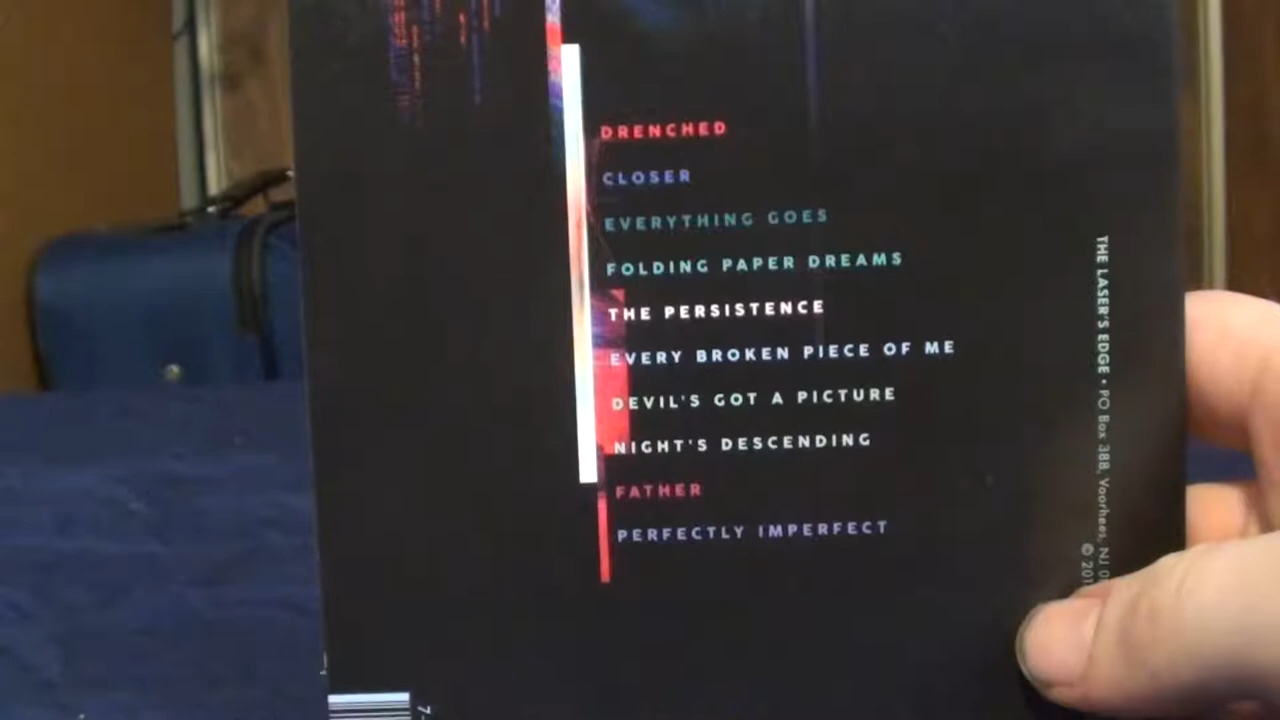 DRENCHED
CLOSER
EVERYTHING GOES
FOLDING PAPER DREAMS
THE PERSISTENCE
EVERY BROKEN PIECE OF ME
DEVIL'S GOT A PICTURE
NIGHT'S DESCENDING
FATHER
PERFECTLY IMPERFECT
THE LASER'S EDGE • PO Box 388, Voorhees, NJ
©